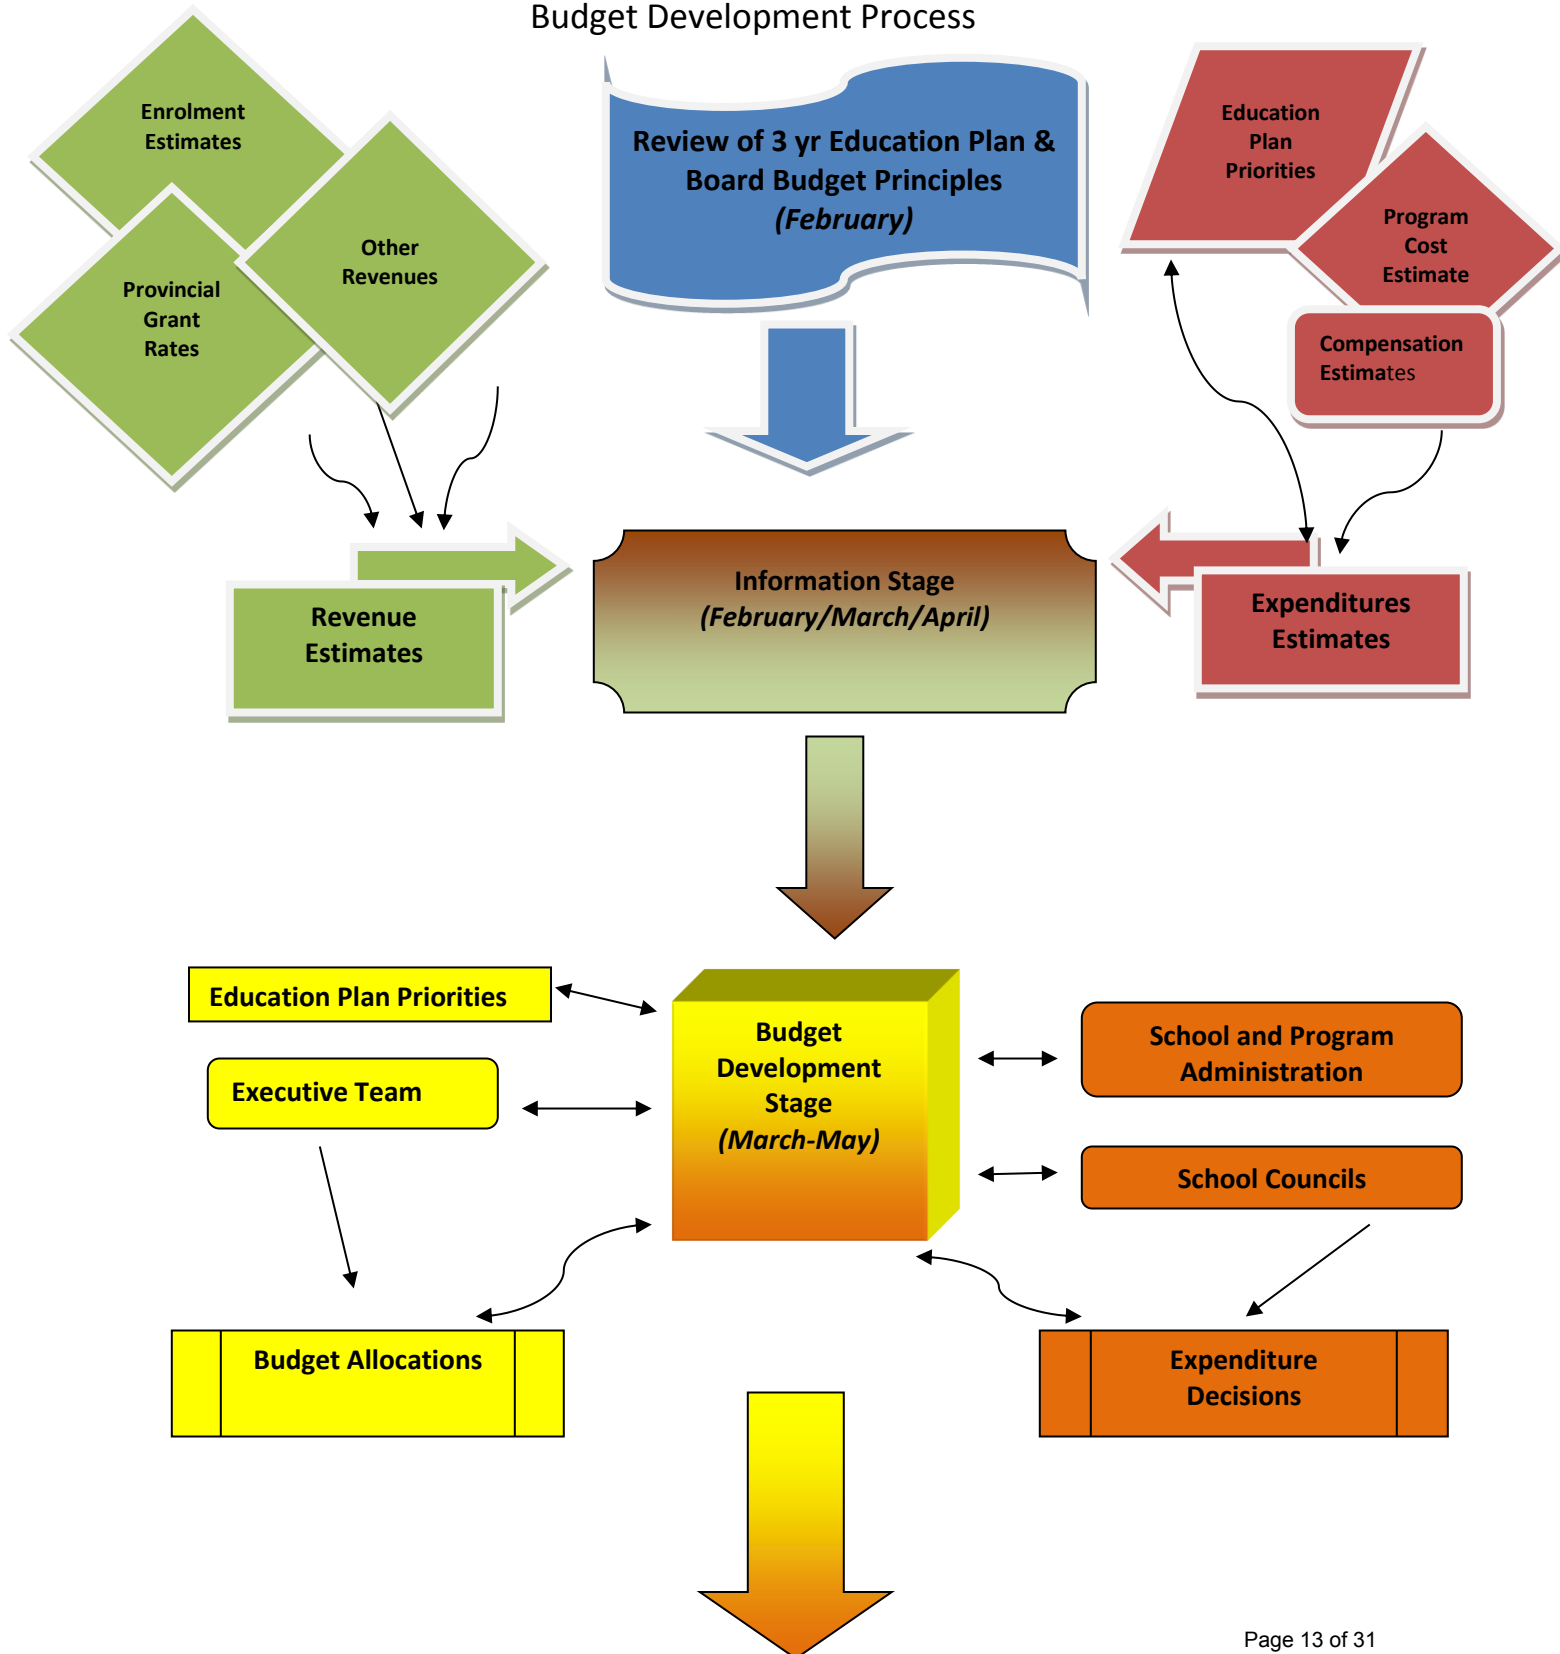 Budget Development Process
Enrolment
Estimates
Other
Revenues
Provincial
Grant
Rates
Review of 3 yr Education Plan &
Board Budget Principles
(February)
Education
Plan
Priorities
Program
Cost
Estimate
Compensation
Estimates
Revenue
Estimates
Information Stage
(February/March/April)
Expenditures
Estimates
Education Plan Priorities
Executive Team
Budget
Development
Stage
(March-May)
School and Program
Administration
School Councils
Budget Allocations
Expenditure
Decisions
Page 13 of 31